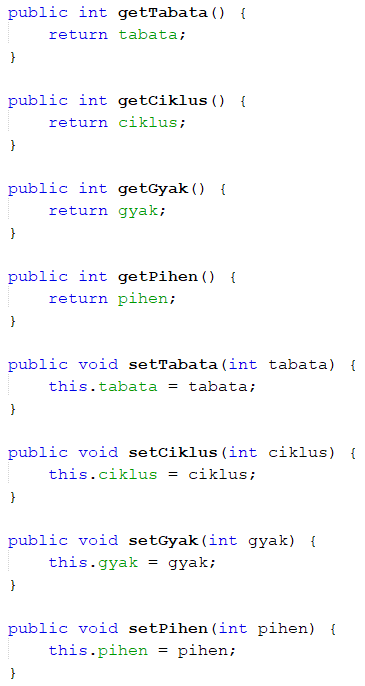 public int getTabata() {
    return tabata;
}

public int getCiklus() {
    return ciklus;
}

public int getGyak() {
    return gyak;
}

public int getPihen() {
    return pihen;
}

public void setTabata(int tabata) {
    this.tabata = tabata;
}

public void setCiklus(int ciklus) {
    this.ciklus = ciklus;
}

public void setGyak(int gyak) {
    this.gyak = gyak;
}

public void setPihen(int pihen) {
    this.pihen = pihen;
}